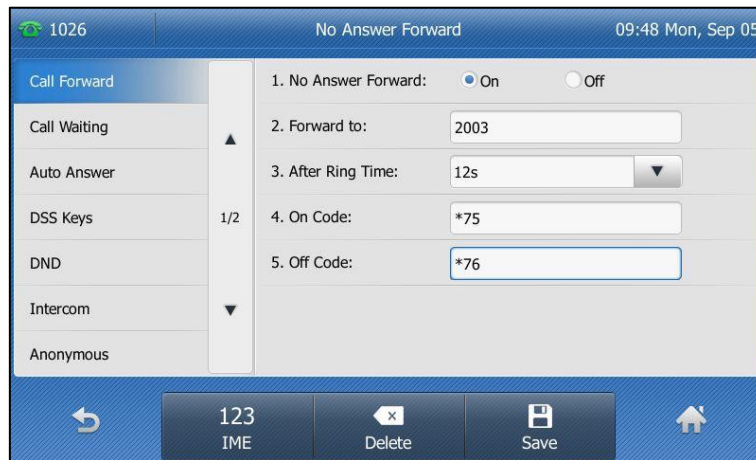 1026 No Answer Forward 09:48 Mon, Sep 05
Call Forward 1. No Answer Forward: On Off
Call Waiting 2. Forward to: 2003
Auto Answer 3. After Ring Time: 12s
DSS Keys 1/2 4. On Code: *75
DND 5. Off Code: *76
Intercom
Anonymous
123
IME Delete Save